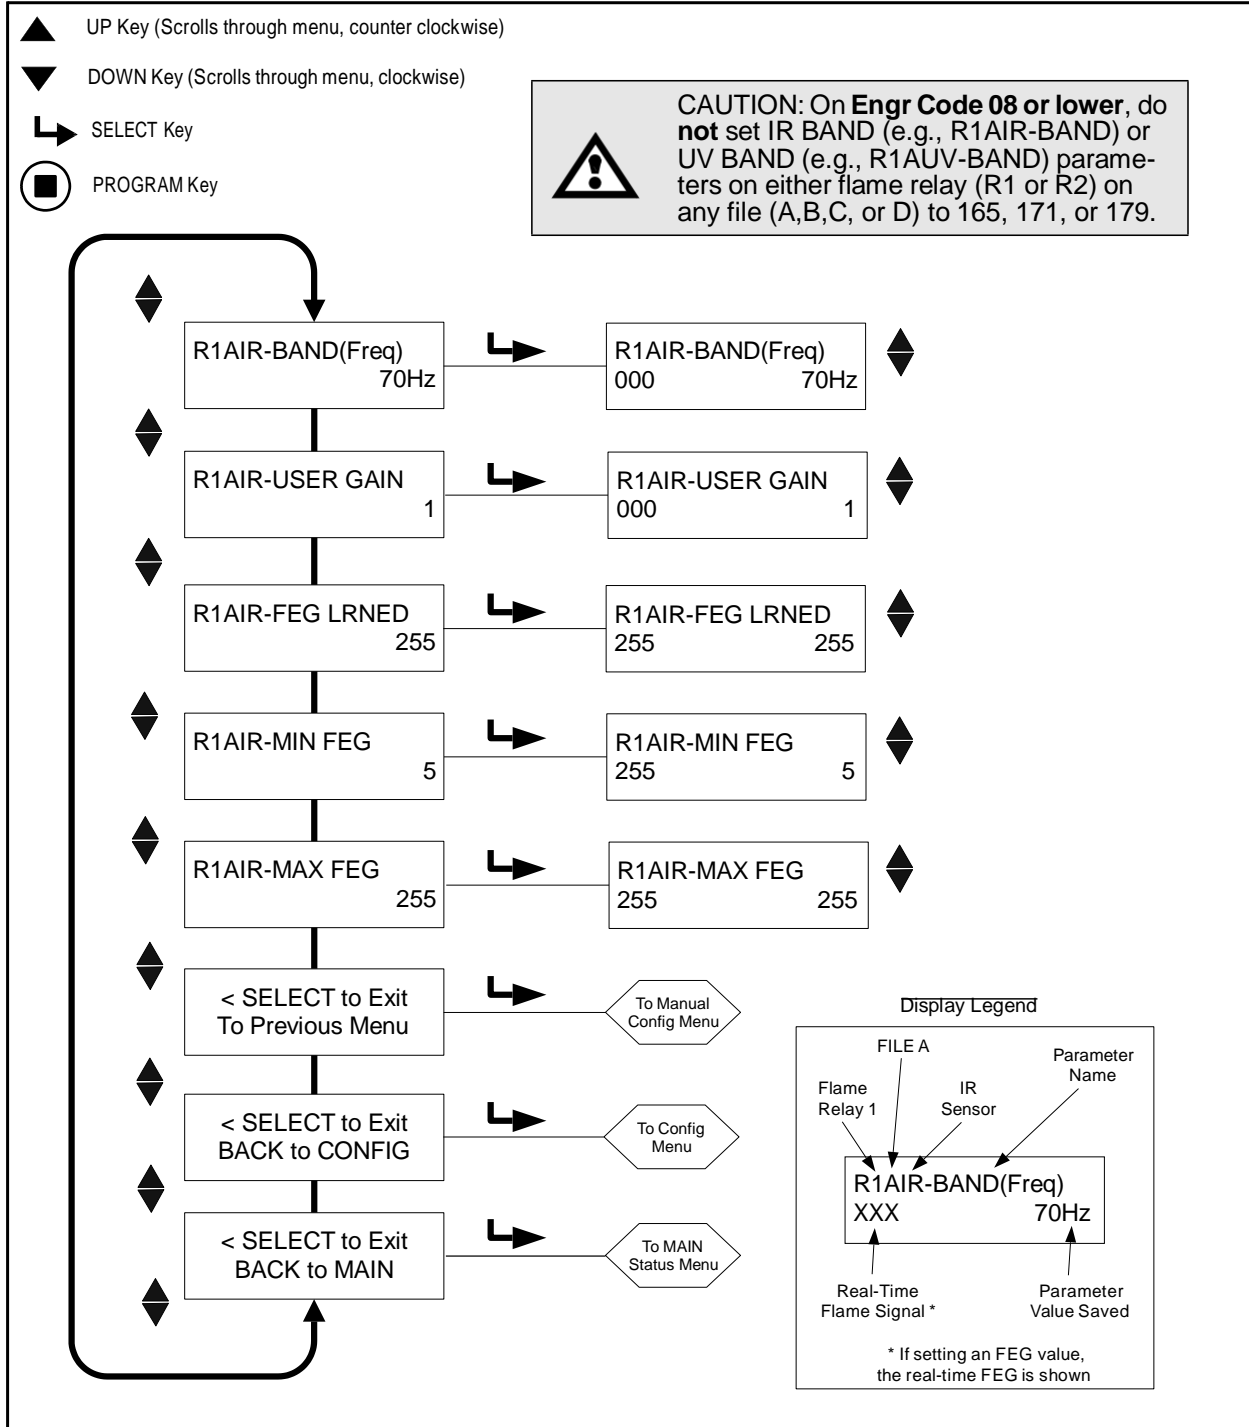 UP Key (Scrolls through menu, counter clockwise)
DOWN Key (Scrolls through menu, clockwise)
SELECT Key
PROGRAM Key
CAUTION: On Engr Code 08 or lower, do
not set IR BAND (e.g., R1AIR-BAND) or
UV BAND (e.g., R1AUV-BAND) parame-
ters on either flame relay (R1 or R2) on
any file (A,B,C, or D) to 165, 171, or 179.
R1AIR-BAND(Freq)
70Hz
R1AIR-BAND(Freq)
000 70Hz
R1AIR-USER GAIN
1
R1AIR-USER GAIN
000 1
R1AIR-FEG LRNED
255
R1AIR-FEG LRNED
255 255
R1AIR-MIN FEG
5
R1AIR-MIN FEG
255 5
R1AIR-MAX FEG
255
R1AIR-MAX FEG
255 255
< SELECT to Exit
To Previous Menu
To Manual
Config Menu
< SELECT to Exit
BACK to CONFIG
To Config
Menu
< SELECT to Exit
BACK to MAIN
To MAIN
Status Menu
Display Legend
FILE A
Parameter
Name
Flame
Relay 1
IR
Sensor
R1AIR-BAND(Freq)
XXX 70Hz
Real-Time
Flame Signal *
Parameter
Value Saved
* If setting an FEG value,
the real-time FEG is shown